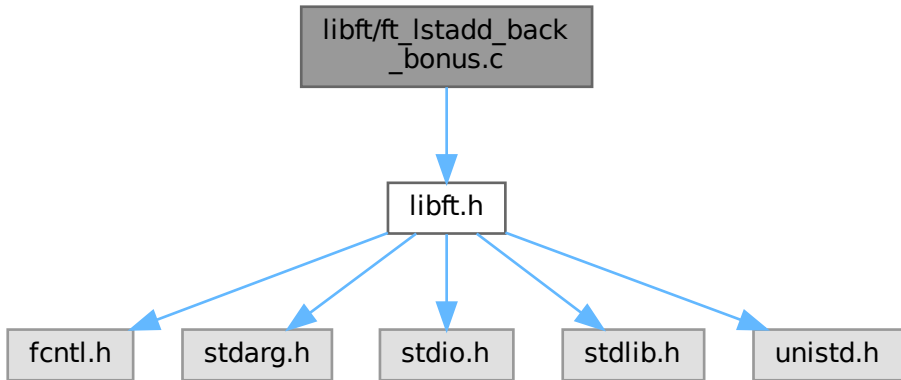 libft/ft_lstadd_back
_bonus.c
libft.h
fcntl.h
stdarg.h
stdio.h
stdlib.h
unistd.h